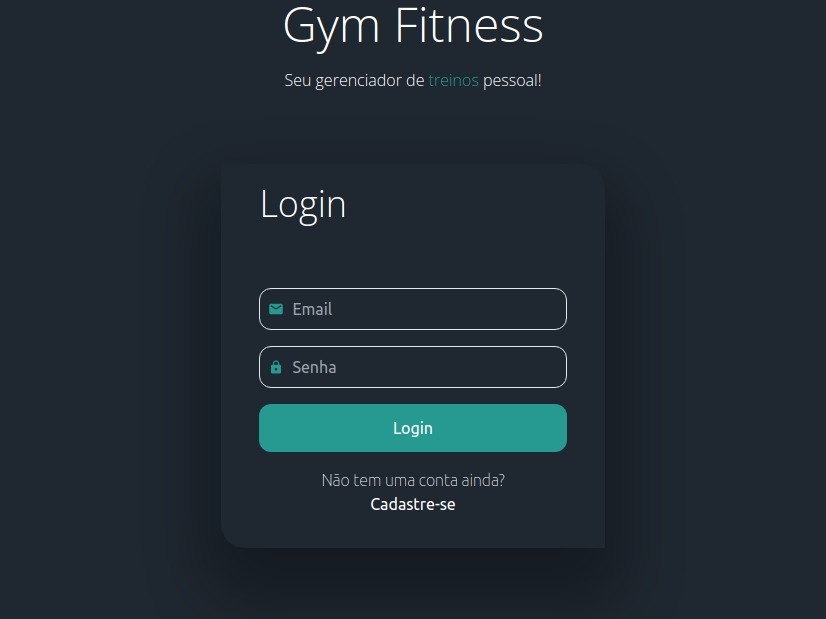 Gym Fitness
Seu gerenciador de treinos pessoal!
Login
Email
Senha
Login
Não tem uma conta ainda?
Cadastre-se